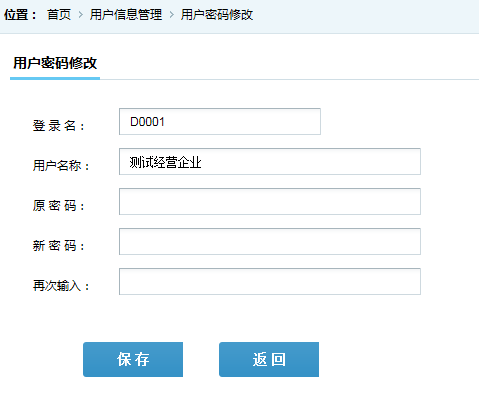 位置： 首页 > 用户信息管理 > 用户密码修改
用户密码修改
登 录 名： D0001
用户名称： 测试经营企业
原 密 码：
新 密 码：
再次输入：
保 存 返 回